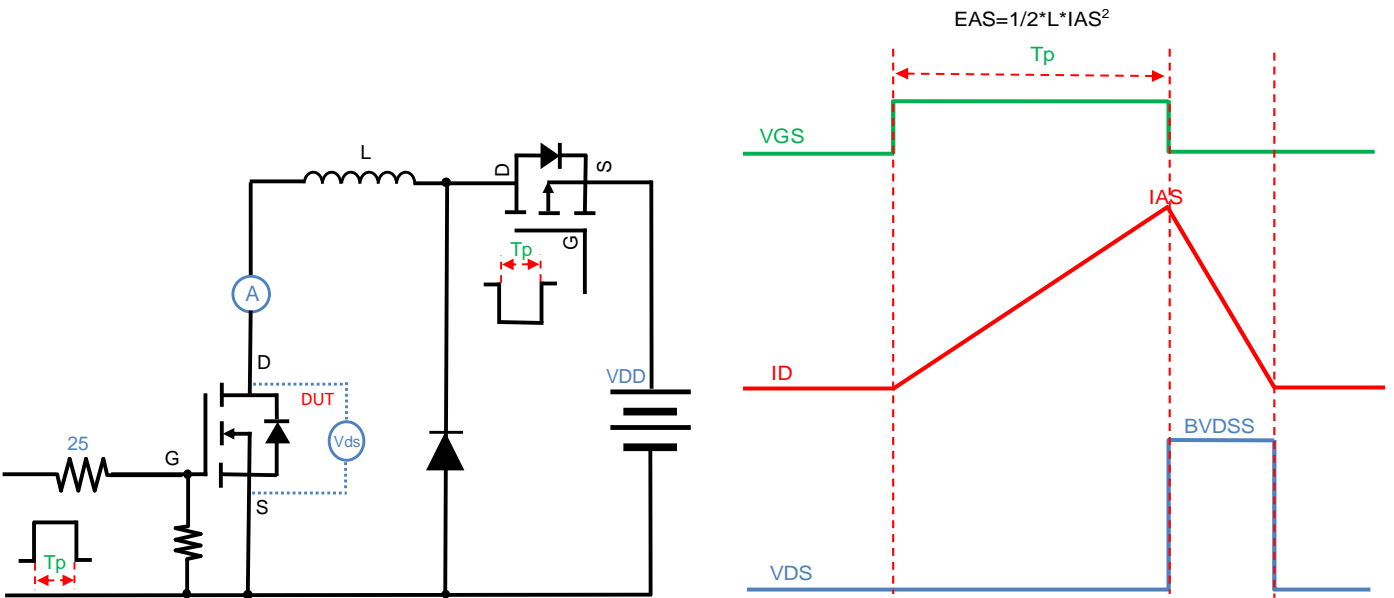 EAS=1/2*L*IAS²
Tp
VGS
L
D
S
G
Tp
IAS
A
D
DUT
VDD
ID
25
G
Vds
BVDSS
S
Tp
VDS